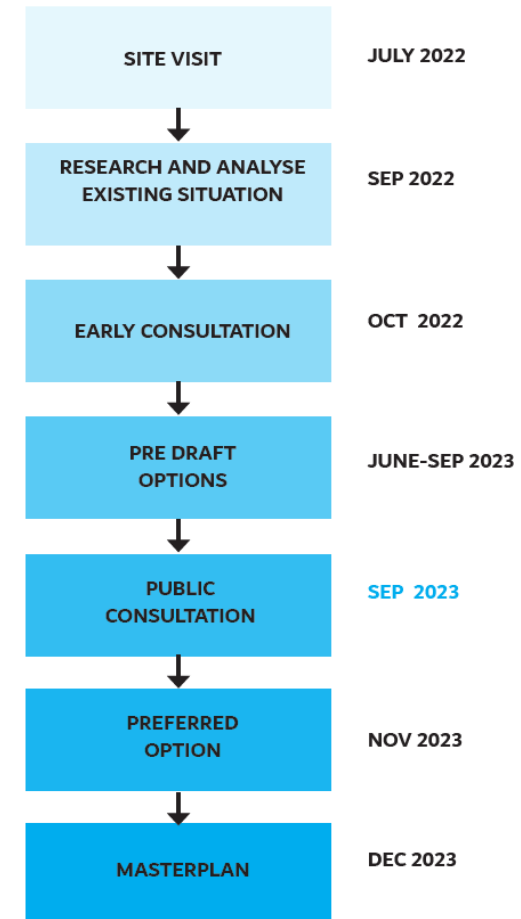 SITE VISIT
JULY 2022
RESEARCH AND ANALYSE
EXISTING SITUATION
SEP 2022
EARLY CONSULTATION
OCT 2022
PRE DRAFT
OPTIONS
JUNE-SEP 2023
PUBLIC
CONSULTATION
SEP 2023
PREFERRED
OPTION
NOV 2023
MASTERPLAN
DEC 2023